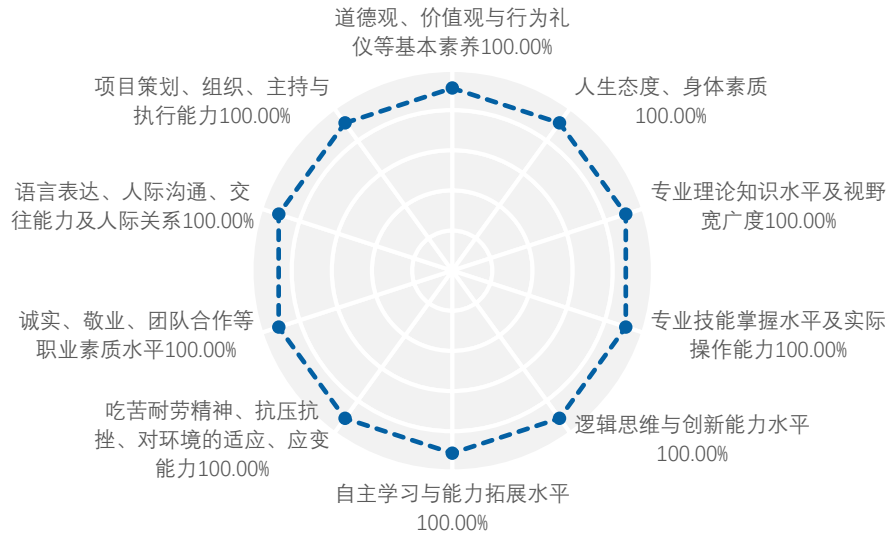 道德观、价值观与行为礼
仪等基本素养100.00%
人生态度、身体素质
100.00%
专业理论知识水平及视野
宽广度100.00%
专业技能掌握水平及实际
操作能力100.00%
逻辑思维与创新能力水平
100.00%
自主学习与能力拓展水平
100.00%
吃苦耐劳精神、抗压抗
挫、对环境的适应、应变
能力100.00%
诚实、敬业、团队合作等
职业素质水平100.00%
语言表达、人际沟通、交
往能力及人际关系100.00%
项目策划、组织、主持与
执行能力100.00%